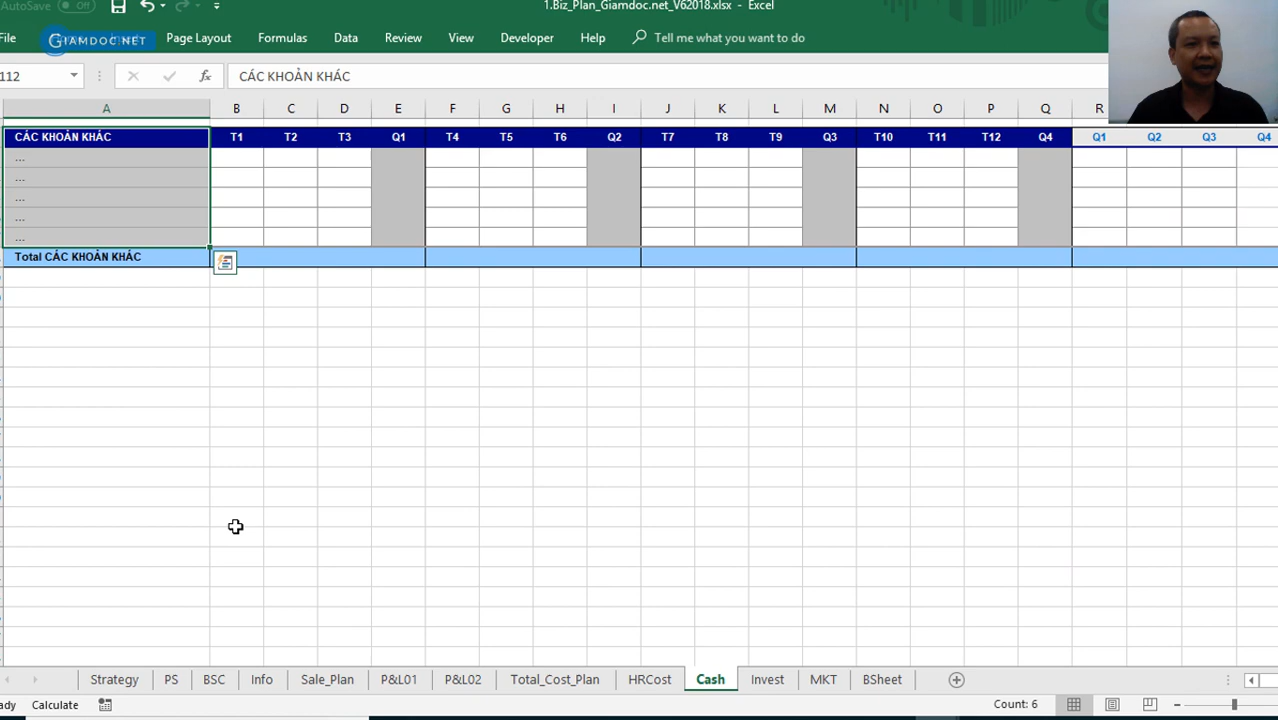 AutoSave
1.Biz_Plan_Giamdoc.net_V62018.xlsx - Excel
File
GIAMDOC.NET
Page Layout
Formulas
Data
Review
View
Developer
Help
Tell me what you want to do
112
fx
CÁC KHOẢN KHÁC
A B C D E F G H I J K L M N O P Q R
CÁC KHOẢN KHÁC T1 T2 T3 Q1 T4 T5 T6 Q2 T7 T8 T9 Q3 T10 T11 T12 Q4 Q1 Q2 Q3 Q4
...
...
...
...
...
Total CÁC KHOẢN KHÁC
Strategy PS BSC Info Sale_Plan P&L01 P&L02 Total_Cost_Plan HRCost Cash Invest MKT BSheet
ady Calculate Count: 6